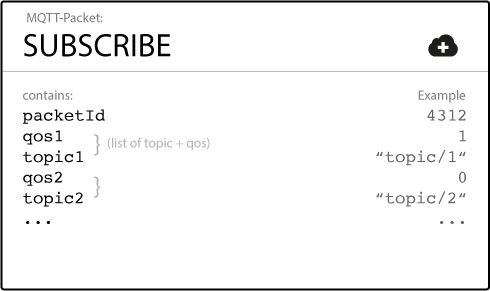 MQTT-Packet:
SUBSCRIBE
contains: Example
packetId 4312
qos1 1
} (list of topic + qos)
topic1 “topic/1“
qos2 0
}
topic2 “topic/2“
... ...